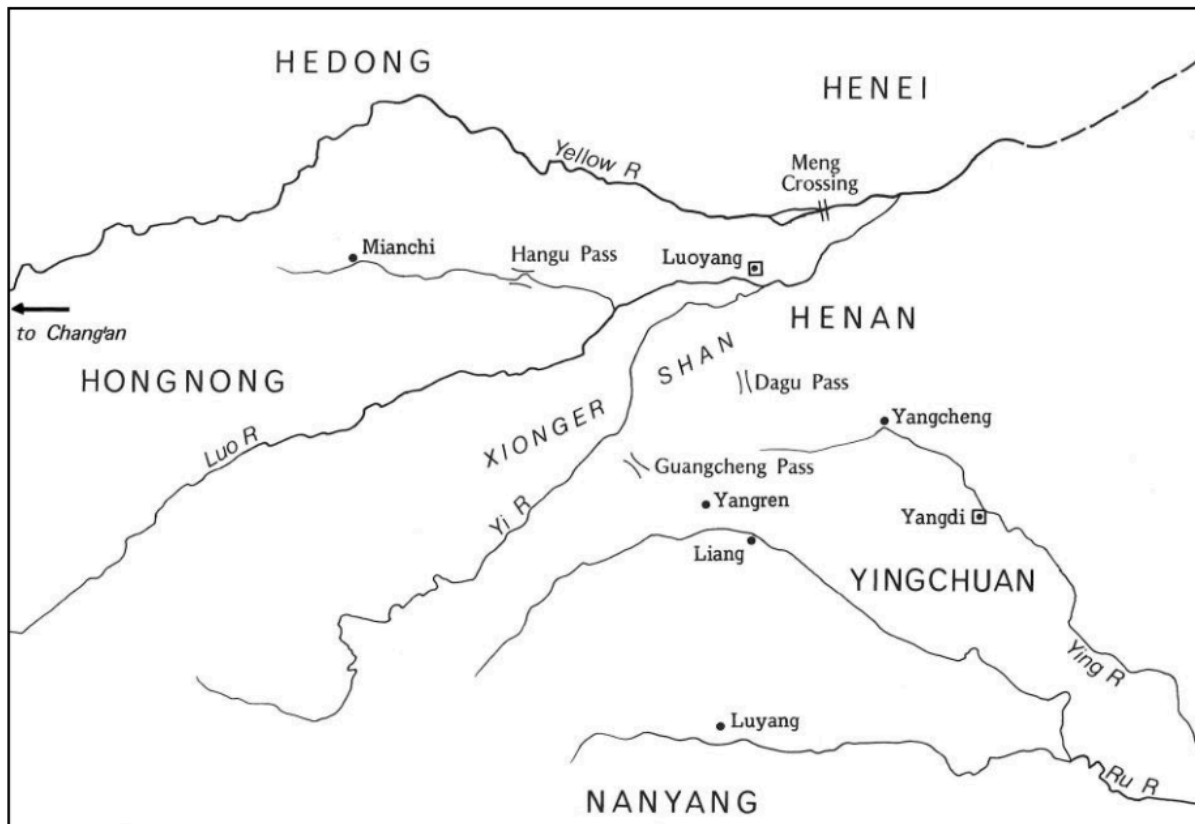 HEDONG
HENEI
Yellow R
Meng
Crossing
Mianchi
Hangu Pass
Luoyang
to Chang'an
HENAN
HONGNONG
SHAN
Dagu Pass
XIONGER
Yangcheng
Luo R
Guangcheng Pass
Yangren
Yi R
Yangdi
Liang
YINGCHUAN
Ying R
Luyang
Ru R
NANYANG